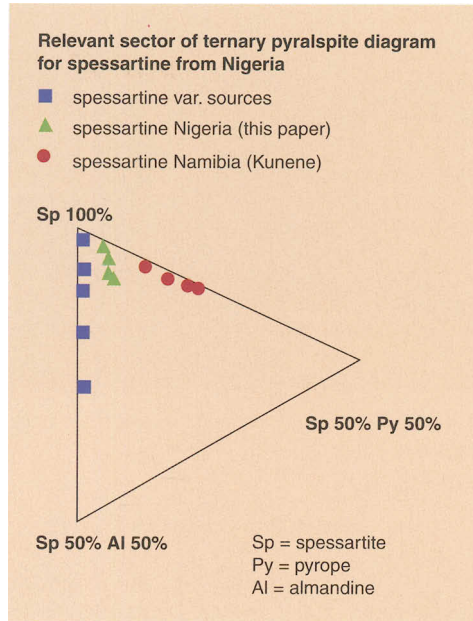 Relevant sector of ternary pyralspite diagram
for spessartine from Nigeria
spessartine var. sources
spessartine Nigeria (this paper)
spessartine Namibia (Kunene)
Sp 100%
Sp 50% Py 50%
Sp 50% Al 50%
Sp = spessartite
Py = pyrope
Al = almandine